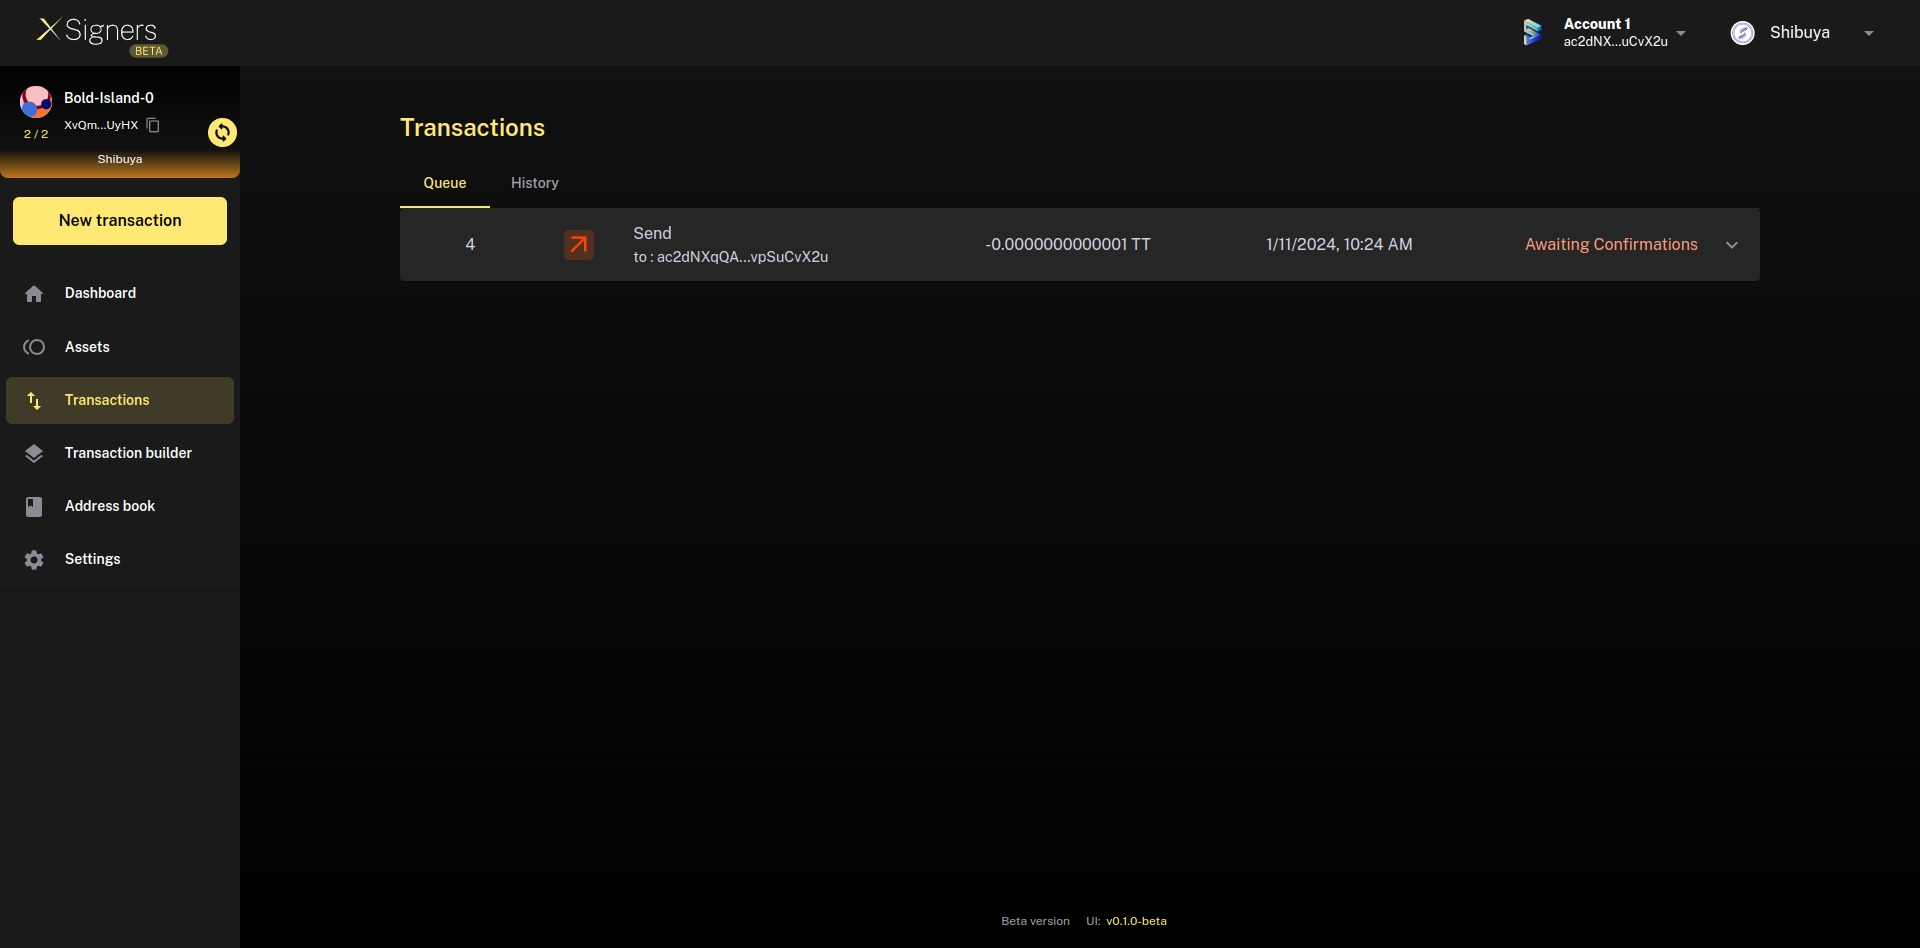 XSigners
BETA
Account 1
ac2dNX...uCvX2u
Shibuya
Bold-Island-0
XvQm...UyHX
2 / 2
Shibuya
New transaction
Dashboard
Assets
Transactions
Transaction builder
Address book
Settings
Transactions
Queue History
4 Send -0.0000000000001 TT 1/11/2024, 10:24 AM Awaiting Confirmations
to : ac2dNXqQA...vpSuCvX2u
Beta version UI: v0.1.0-beta